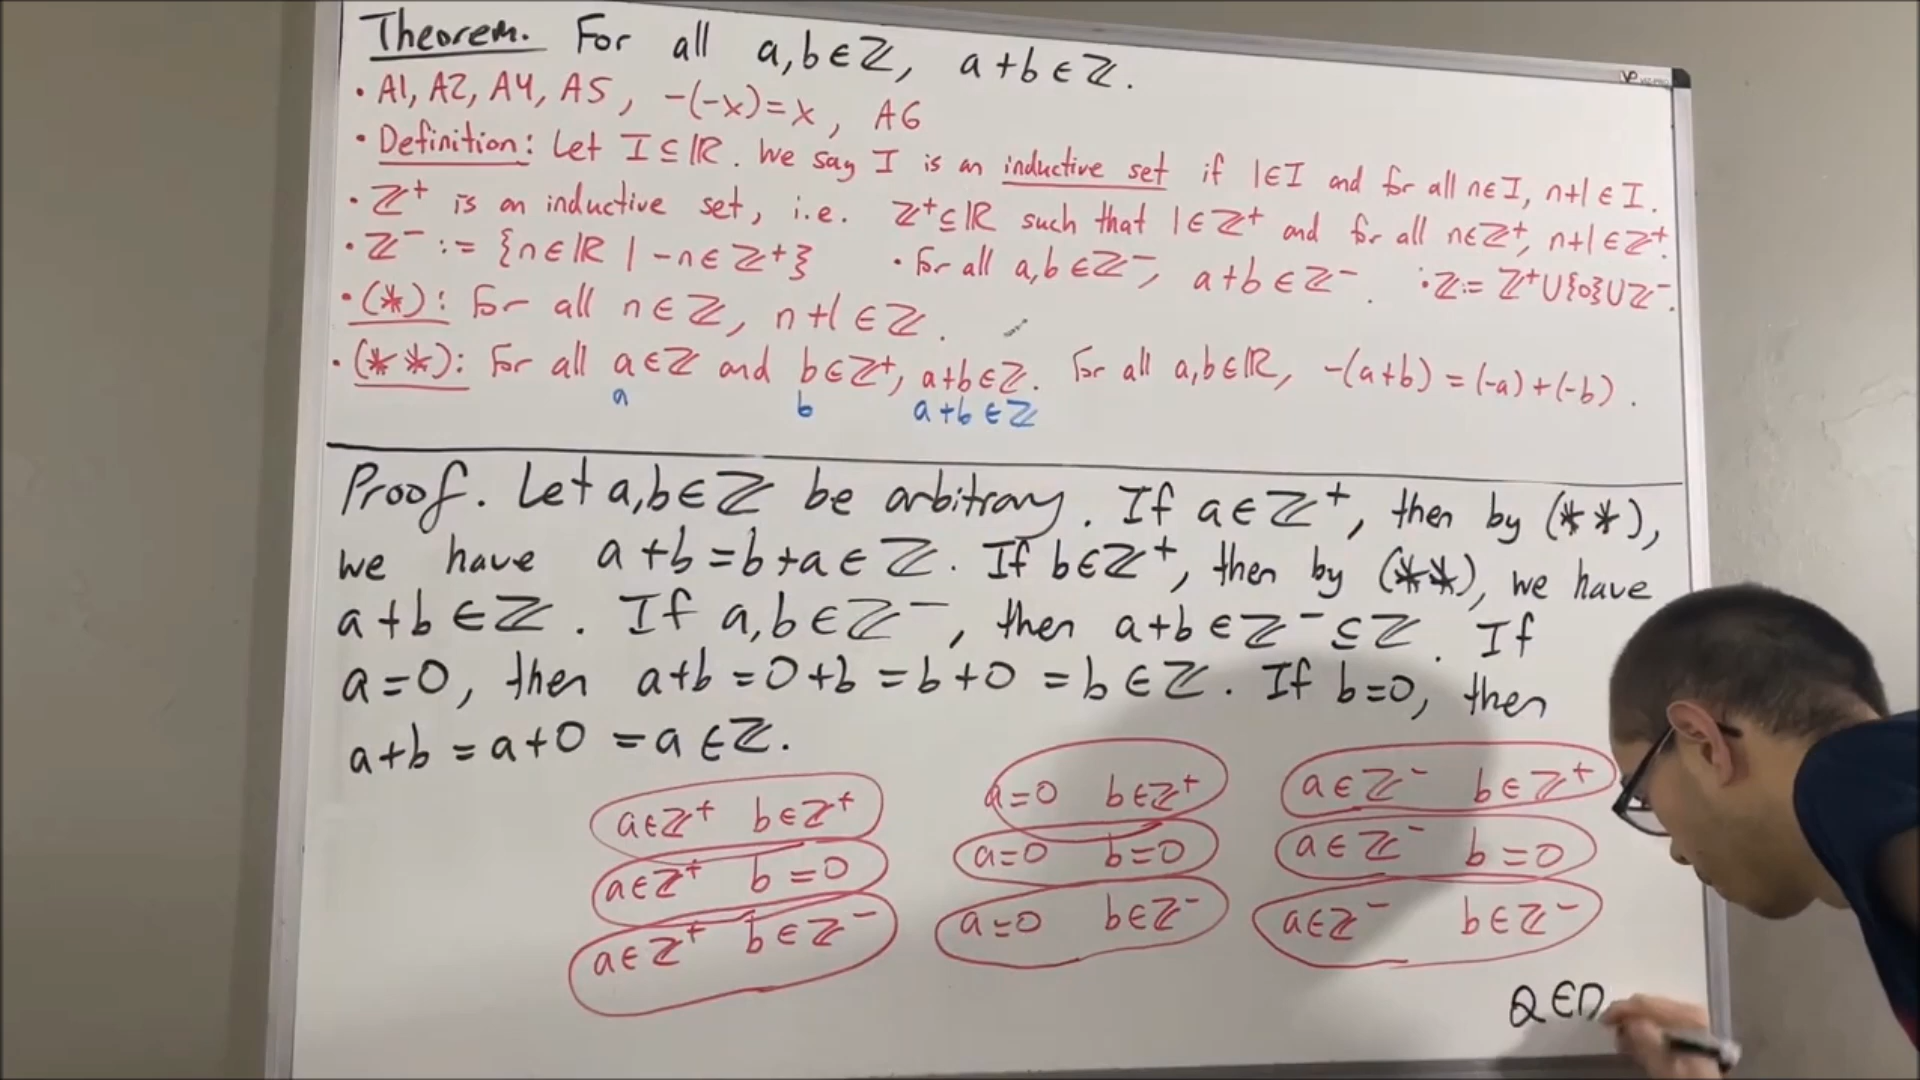 Theorem. For all a,b∈ℤ, a+b∈ℤ.
• A1, A2, A4, A5, -(-x)=x, A6
• Definition: Let I⊆ℝ. We say I is an inductive set if 1∈I and for all n∈I, n+1∈I.
• ℤ⁺ is an inductive set, i.e. ℤ⁺⊆ℝ such that 1∈ℤ⁺ and for all n∈ℤ⁺, n+1∈ℤ⁺.
• ℤ⁻ := {n∈ℝ | -n∈ℤ⁺} • For all a,b∈ℤ⁻, a+b∈ℤ⁻. • ℤ:= ℤ⁺∪{0}∪ℤ⁻.
• (*): For all n∈ℤ, n+1∈ℤ.
• (**): For all a∈ℤ and b∈ℤ⁺, a+b∈ℤ. For all a,b∈ℝ, -(a+b)=(-a)+(-b).
a b a+b∈ℤ
Proof. Let a,b∈ℤ be arbitrary. If a∈ℤ⁺, then by (**),
we have a+b=b+a∈ℤ. If b∈ℤ⁺, then by (**), we have
a+b∈ℤ. If a,b∈ℤ⁻, then a+b∈ℤ⁻⊆ℤ. If
a=0, then a+b=0+b=b+0=b∈ℤ. If b=0, then
a+b=a+0=a∈ℤ.
a∈ℤ⁺ b∈ℤ⁺ a=0 b∈ℤ⁺ a∈ℤ⁻ b∈ℤ⁺
a∈ℤ⁺ b=0 a=0 b=0 a∈ℤ⁻ b=0
a∈ℤ⁺ b∈ℤ⁻ a=0 b∈ℤ⁻ a∈ℤ⁻ b∈ℤ⁻
QED